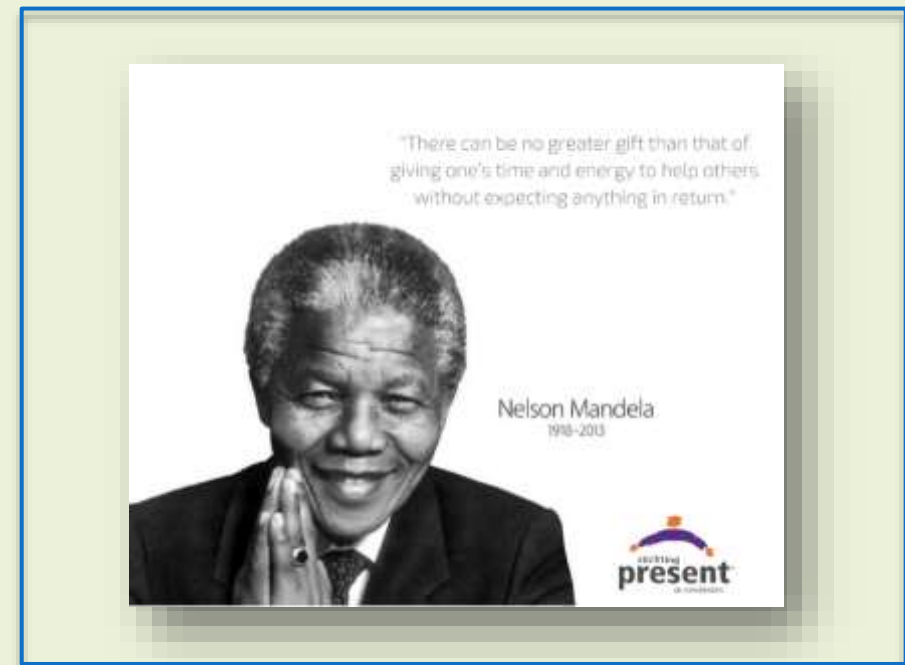 "There can be no greater gift than that of
giving one's time and energy to help others
without expecting anything in return."
Nelson Mandela
1918-2013
stichting
present